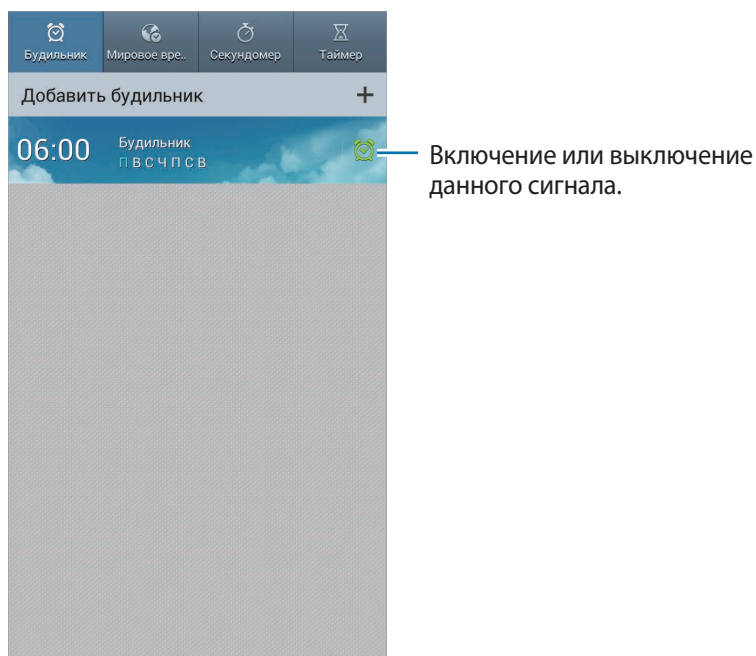 Будильник Мировое вре.. Секундомер Таймер
Добавить будильник +
06:00 Будильник
П В С Ч П С В
Включение или выключение
данного сигнала.